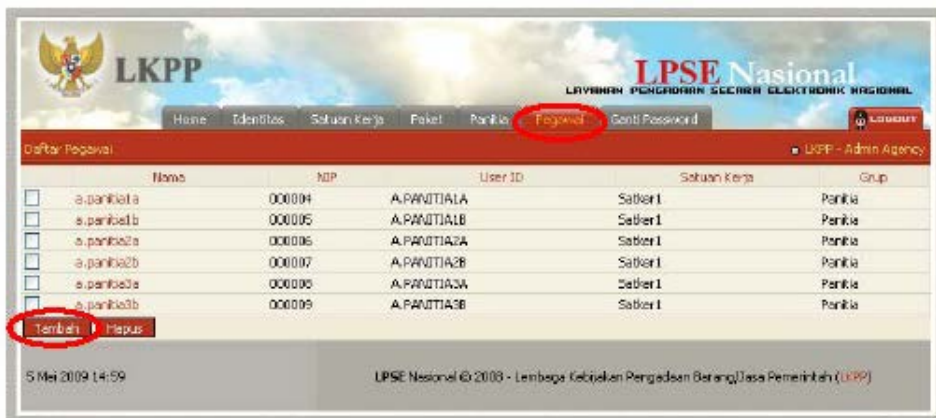 LKPP
LPSE Nasional
LAYANAN PENGADAAN SECARA ELEKTRONIK NASIONAL
Home Identitas Satuan Kerja Paket Panitia Pegawai Ganti Password LOGOUT
Daftar Pegawai LKPP - Admin Agency
Nama NIP User ID Satuan Kerja Grup
a.panitia1a 000004 A.PANITIA1A Satker1 Panitia
a.panitia1b 000005 A.PANITIA1B Satker1 Panitia
a.panitia2a 000006 A.PANITIA2A Satker1 Panitia
a.panitia2b 000007 A.PANITIA2B Satker1 Panitia
a.panitia3a 000008 A.PANITIA3A Satker1 Panitia
a.panitia3b 000009 A.PANITIA3B Satker1 Panitia
Tambah Hapus
5 Mei 2009 14:59 LPSE Nasional © 2008 - Lembaga Kebijakan Pengadaan Barang/Jasa Pemerintah (LKPP)